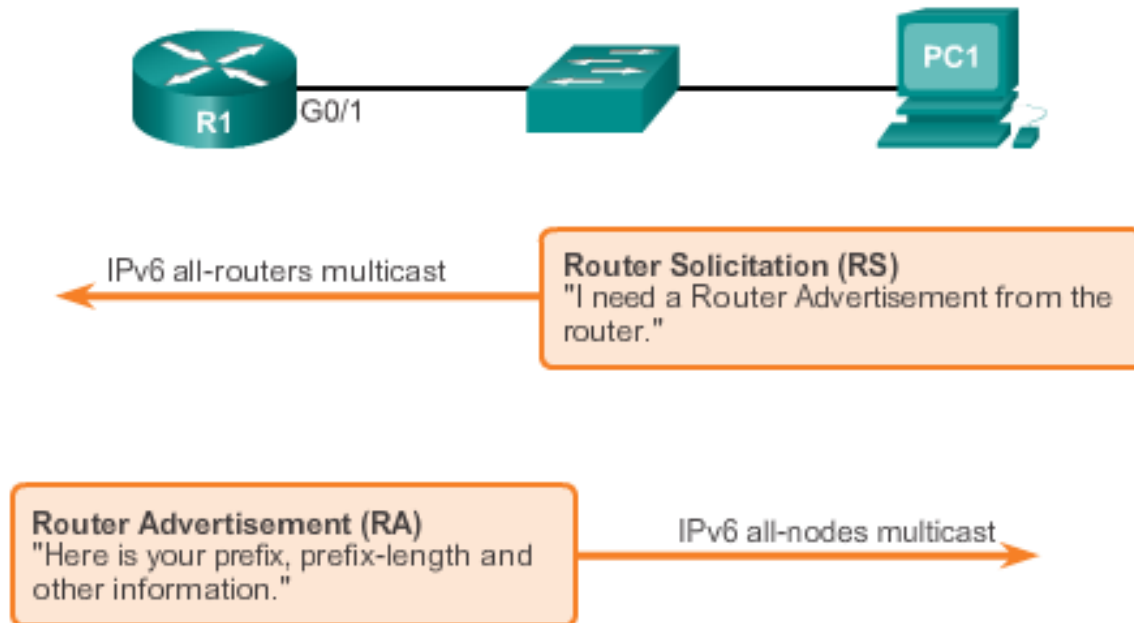 R1
G0/1
PC1
IPv6 all-routers multicast
Router Solicitation (RS)
"I need a Router Advertisement from the
router."
Router Advertisement (RA)
"Here is your prefix, prefix-length and
other information."
IPv6 all-nodes multicast